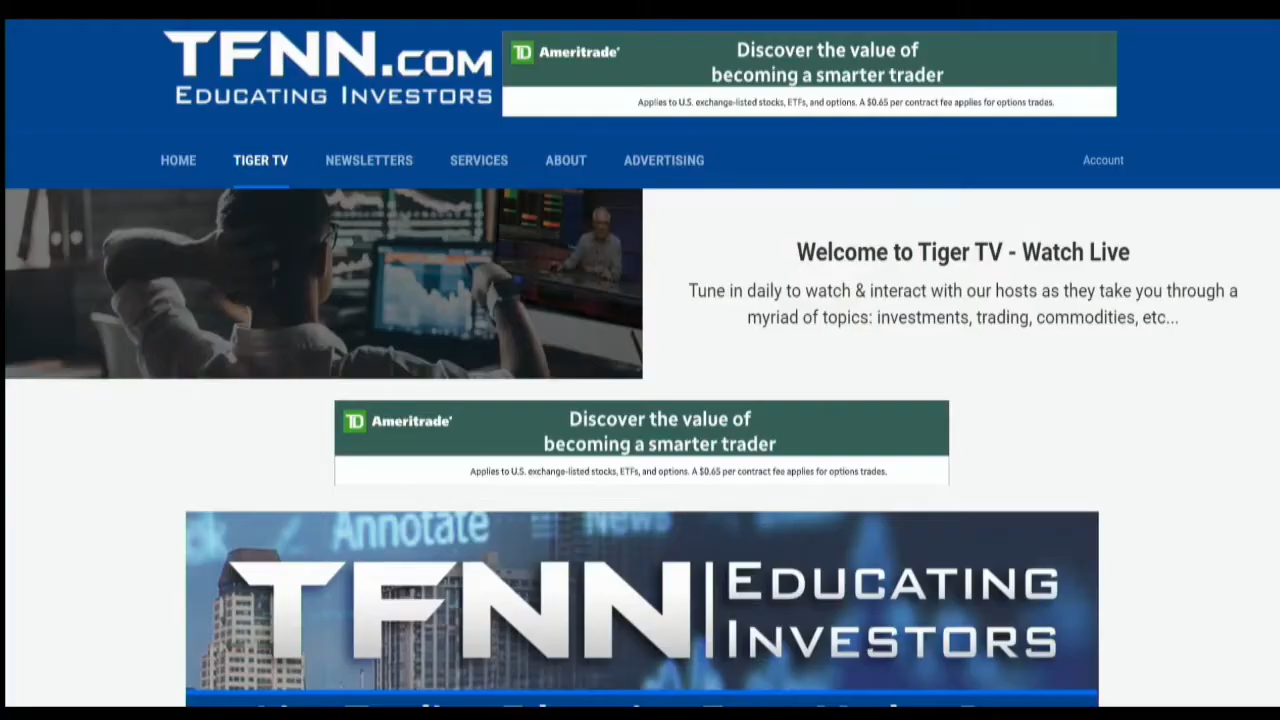 TFNN.COM
EDUCATING INVESTORS
TD Ameritrade
Discover the value of
becoming a smarter trader
Applies to U.S. exchange-listed stocks, ETFs, and options. A $0.65 per contract fee applies for options trades.
HOME TIGER TV NEWSLETTERS SERVICES ABOUT ADVERTISING Account
Welcome to Tiger TV - Watch Live
Tune in daily to watch & interact with our hosts as they take you through a
myriad of topics: investments, trading, commodities, etc...
TD Ameritrade
Discover the value of
becoming a smarter trader
Applies to U.S. exchange-listed stocks, ETFs, and options. A $0.65 per contract fee applies for options trades.
Annotate News
TFNN EDUCATING
INVESTORS